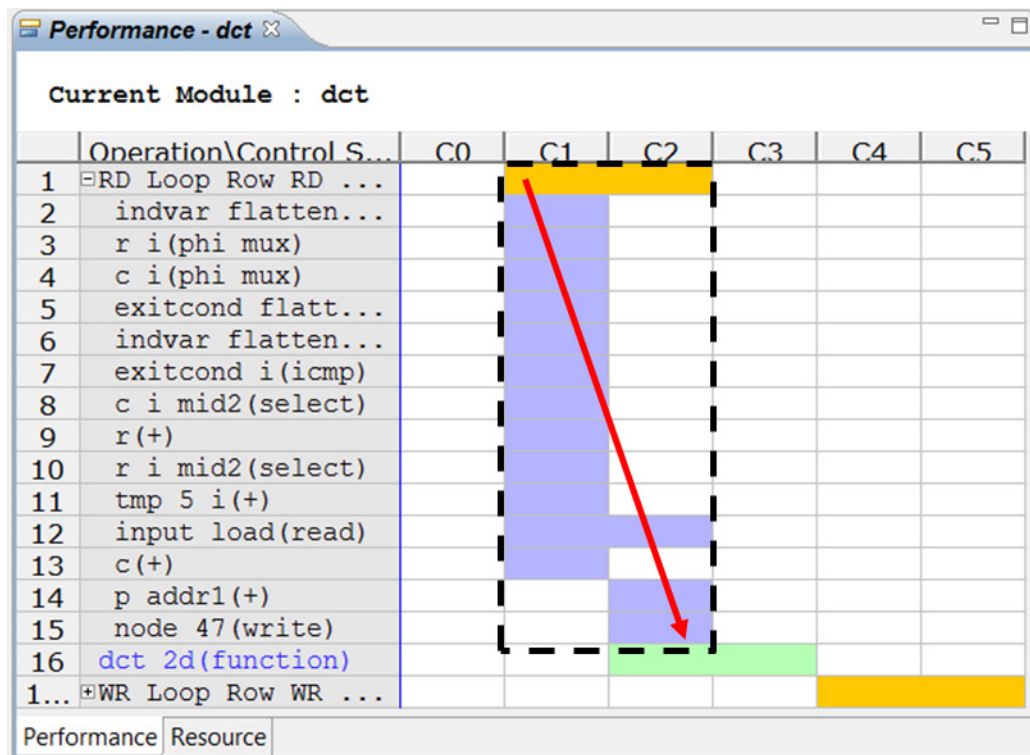 Performance - dct
Current Module : dct
Operation\Control S... C0 C1 C2 C3 C4 C5
1 RD Loop Row RD ...
2 indvar flatten...
3 r i(phi mux)
4 c i(phi mux)
5 exitcond flatt...
6 indvar flatten...
7 exitcond i(icmp)
8 c i mid2(select)
9 r(+)
10 r i mid2(select)
11 tmp 5 i(+)
12 input load(read)
13 c(+)
14 p addr1(+)
15 node 47(write)
16 dct 2d(function)
1... WR Loop Row WR ...
Performance Resource